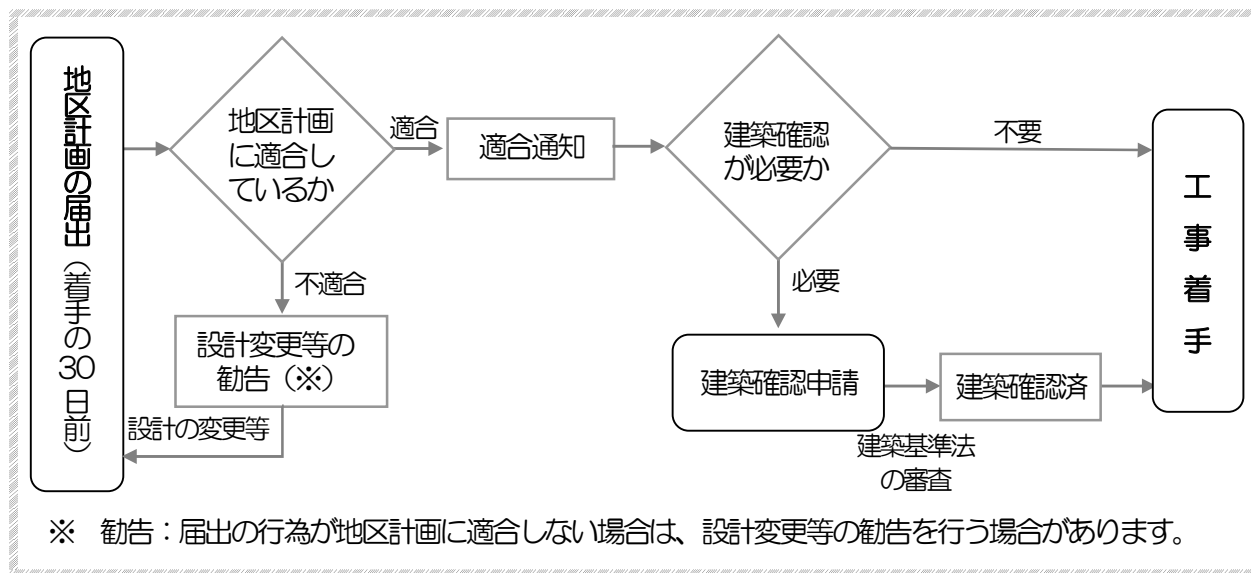 地区計画の届出(着手の30日前)
地区計画
に適合し
ているか
適合
適合通知
建築確認
が必要か
不要
工事着手
不適合
設計変更等の
勧告(※)
設計の変更等
必要
建築確認申請
建築基準法
の審査
建築確認済
※ 勧告:届出の行為が地区計画に適合しない場合は、設計変更等の勧告を行う場合があります。